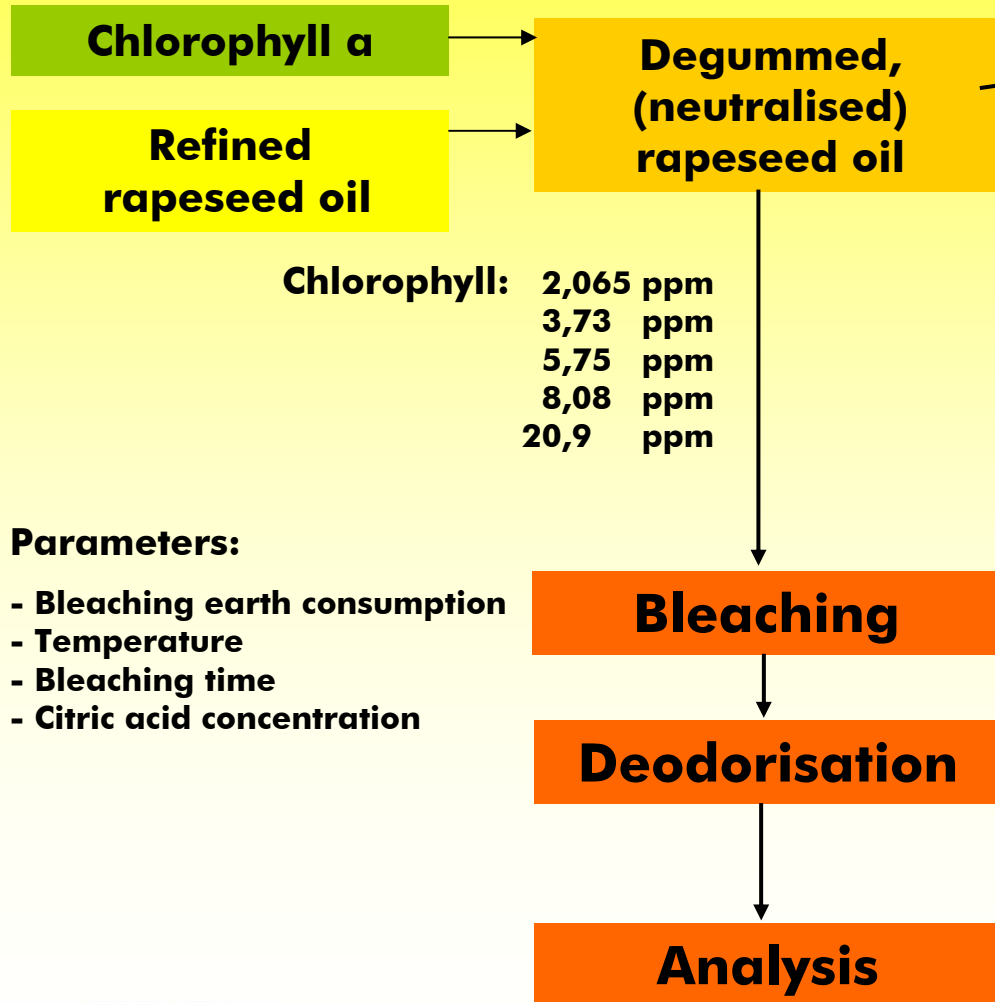 Chlorophyll a
Degummed,
(neutralised)
rapeseed oil
Refined
rapeseed oil
Chlorophyll: 2,065 ppm
3,73 ppm
5,75 ppm
8,08 ppm
20,9 ppm
Parameters:
- Bleaching earth consumption
- Temperature
- Bleaching time
- Citric acid concentration
Bleaching
Deodorisation
Analysis